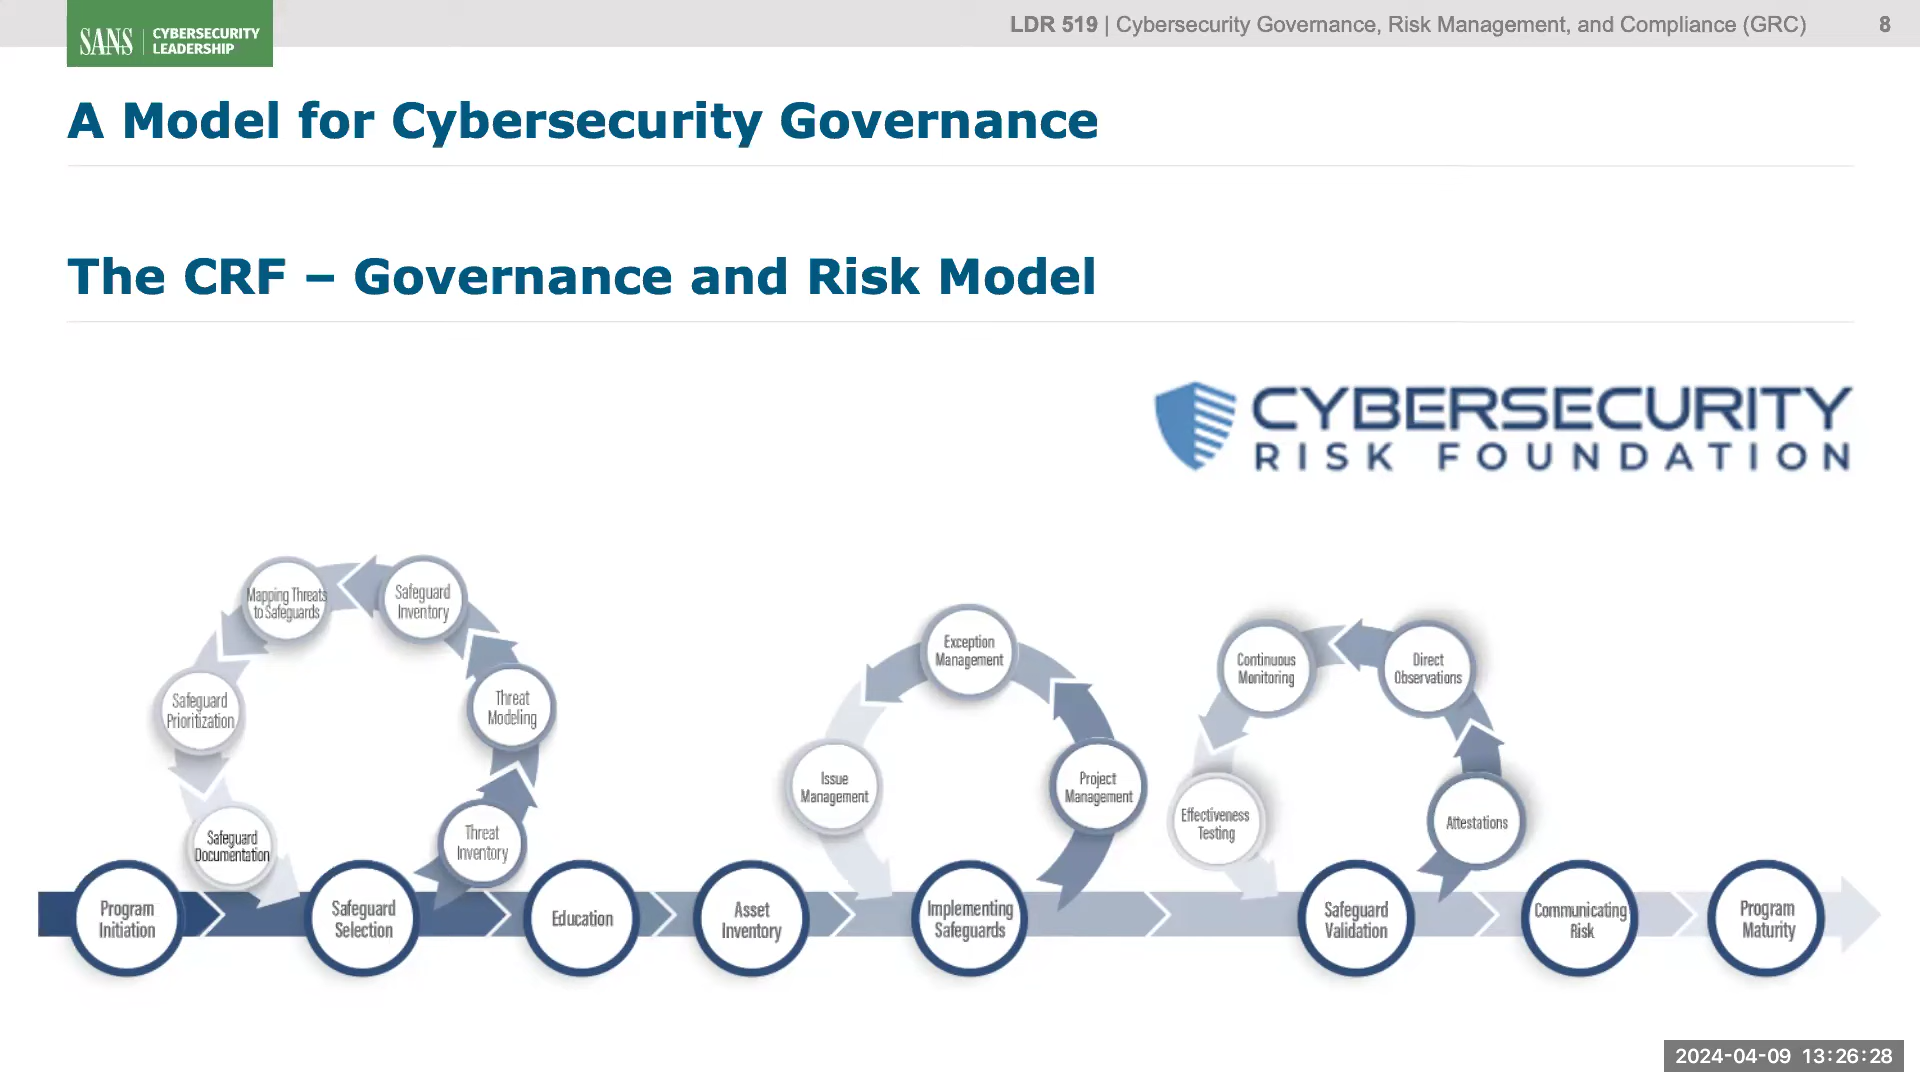 SANS
CYBERSECURITY
LEADERSHIP
LDR 519 | Cybersecurity Governance, Risk Management, and Compliance (GRC)
8
A Model for Cybersecurity Governance
The CRF – Governance and Risk Model
CYBERSECURITY
RISK FOUNDATION
Mapping Threats
to Safeguards
Safeguard
Inventory
Safeguard
Prioritization
Threat
Modeling
Safeguard
Documentation
Threat
Inventory
Exception
Management
Issue
Management
Project
Management
Continuous
Monitoring
Direct
Observations
Effectiveness
Testing
Attestations
Program
Initiation
Safeguard
Selection
Education
Asset
Inventory
Implementing
Safeguards
Safeguard
Validation
Communicating
Risk
Program
Maturity
2024-04-09 13:26:28